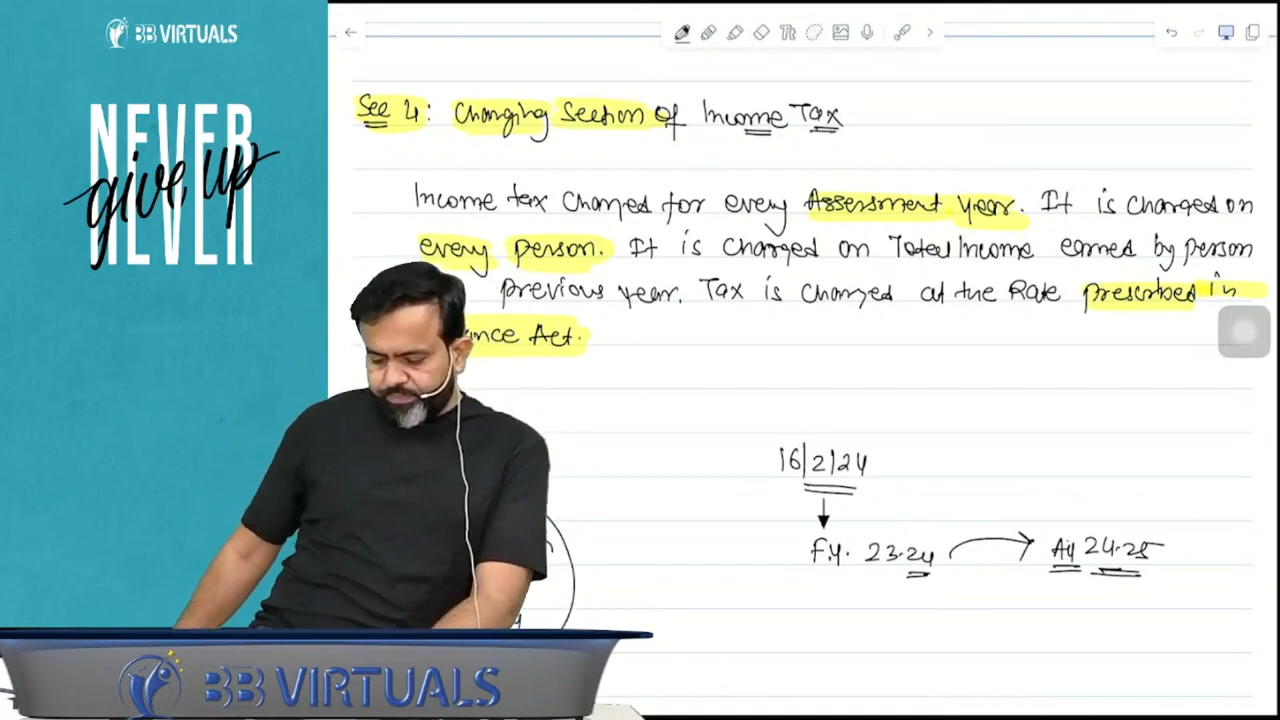 BB VIRTUALS
NEVER
give up
NEVER
Sec 4: Charging Section of Income Tax
Income tax charged for every Assessment year. It is charged on
every person. It is charged on Total Income earned by person
previous year. Tax is charged at the Rate prescribed in
ance Act.
16/2/24
F.Y. 23-24
AY 24-25
BB VIRTUALS